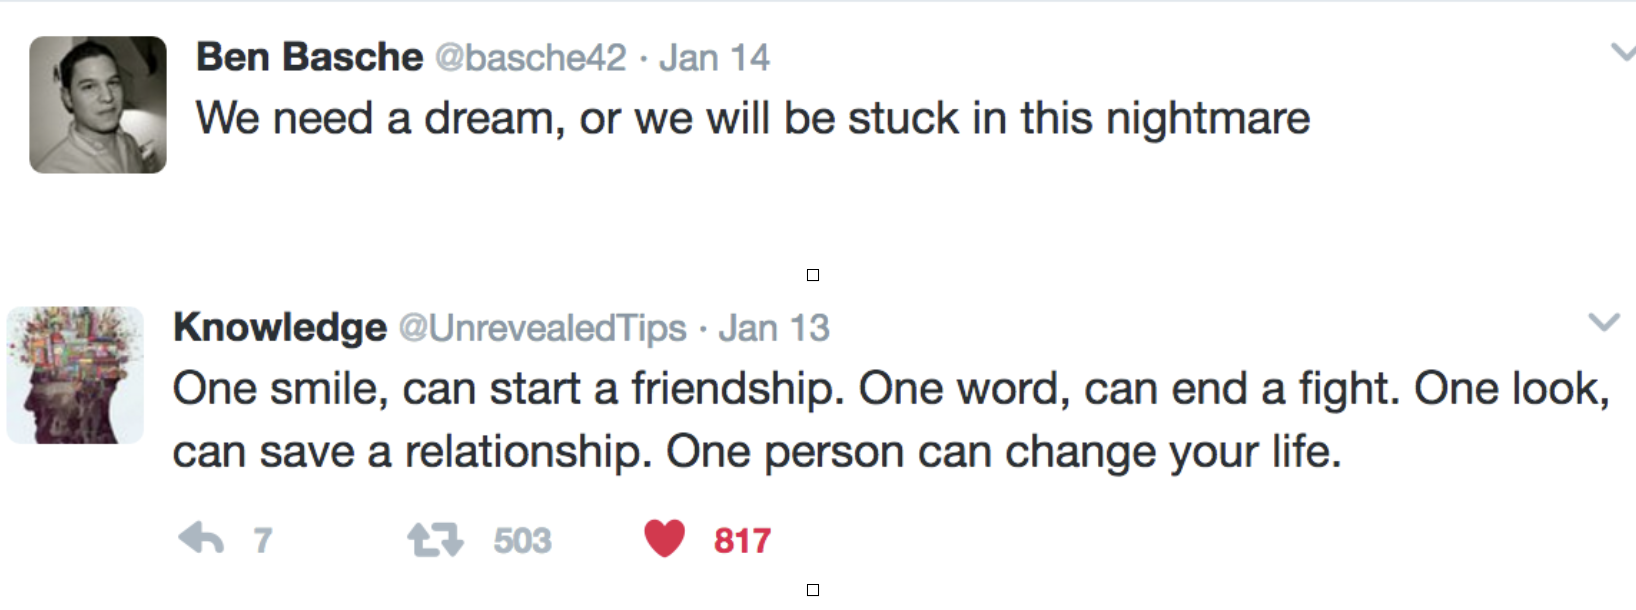 Ben Basche @basche42 · Jan 14
We need a dream, or we will be stuck in this nightmare
Knowledge @UnrevealedTips · Jan 13
One smile, can start a friendship. One word, can end a fight. One look,
can save a relationship. One person can change your life.
7 503 817